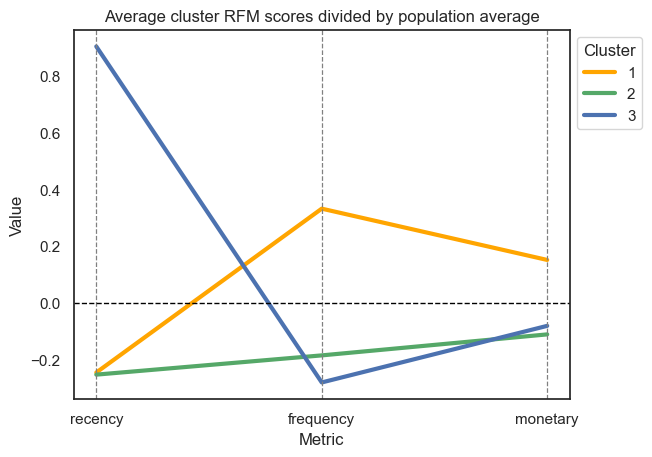 Average cluster RFM scores divided by population average
Cluster
1
2
3
Value
0.8
0.6
0.4
0.2
0.0
−0.2
recency
frequency
monetary
Metric